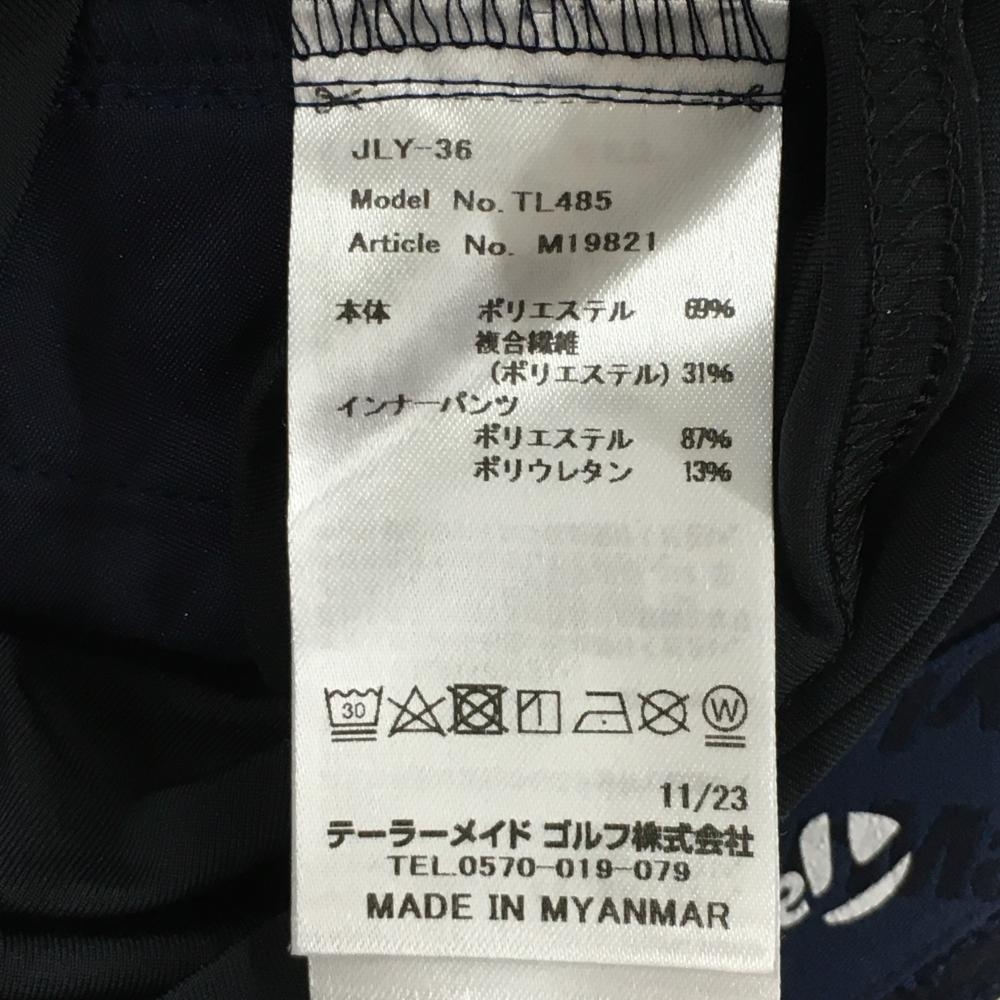 JLY-36
Model No. TL485
Article No. M19821
本体 ポリエステル 69%
複合繊維
(ポリエステル) 31%
インナーパンツ
ポリエステル 87%
ポリウレタン 13%
30 W
11/23
テーラーメイド ゴルフ株式会社
TEL.0570-019-079
MADE IN MYANMAR